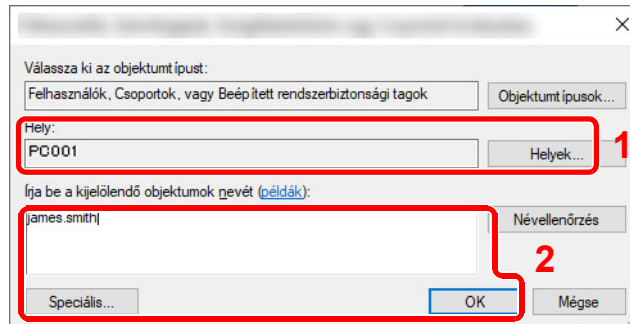 Válassza ki az objektumtípust:
Felhasználók, Csoportok, vagy Beépített rendszerbiztonsági tagok
Objektumtípusok...
Hely:
PC001
Helyek...
1
Írja be a kijelölendő objektumok nevét (példák):
james.smith
Névellenőrzés
2
Speciális...
OK
Mégse